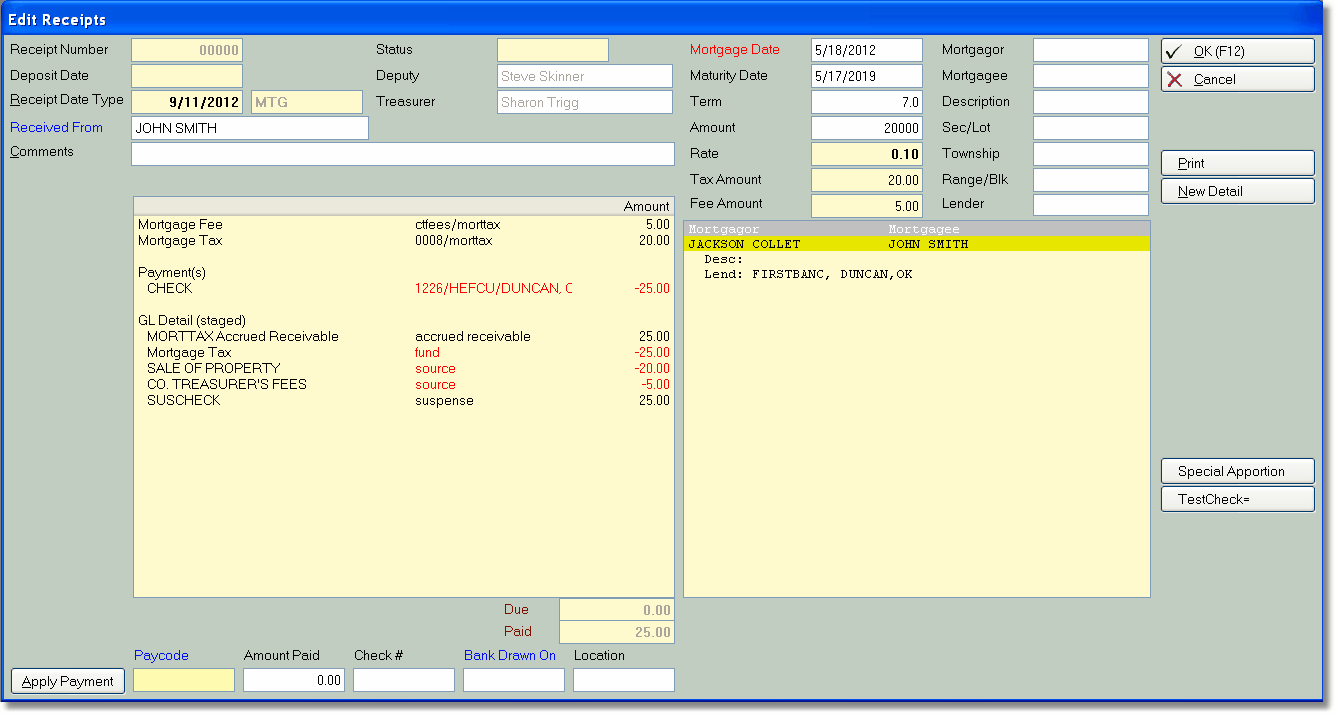 Edit Receipts
Receipt Number 00000 Status
Deposit Date Deputy Steve Skinner
Receipt Date Type 9/11/2012 MTG Treasurer Sharon Trigg
Received From JOHN SMITH
Comments
Mortgage Date 5/18/2012 Mortgagor
Maturity Date 5/17/2019 Mortgagee
Term 7.0 Description
Amount 20000 Sec/Lot
Rate 0.10 Township
Tax Amount 20.00 Range/Blk
Fee Amount 5.00 Lender
OK (F12)
Cancel
Print
New Detail
Amount
Mortgage Fee ctfees/morttax 5.00
Mortgage Tax 0008/morttax 20.00
Payment(s)
CHECK 1226/HEFCU/DUNCAN, C -25.00
GL Detail (staged)
MORTTAX Accrued Receivable accrued receivable 25.00
Mortgage Tax fund -25.00
SALE OF PROPERTY source -20.00
CO. TREASURER'S FEES source -5.00
SUSCHECK suspense 25.00
Mortgagor Mortgagee
JACKSON COLLET JOHN SMITH
Desc:
Lend: FIRSTBANC, DUNCAN,OK
Special Apportion
TestCheck=
Due 0.00
Paid 25.00
Paycode Amount Paid Check # Bank Drawn On Location
Apply Payment 0.00